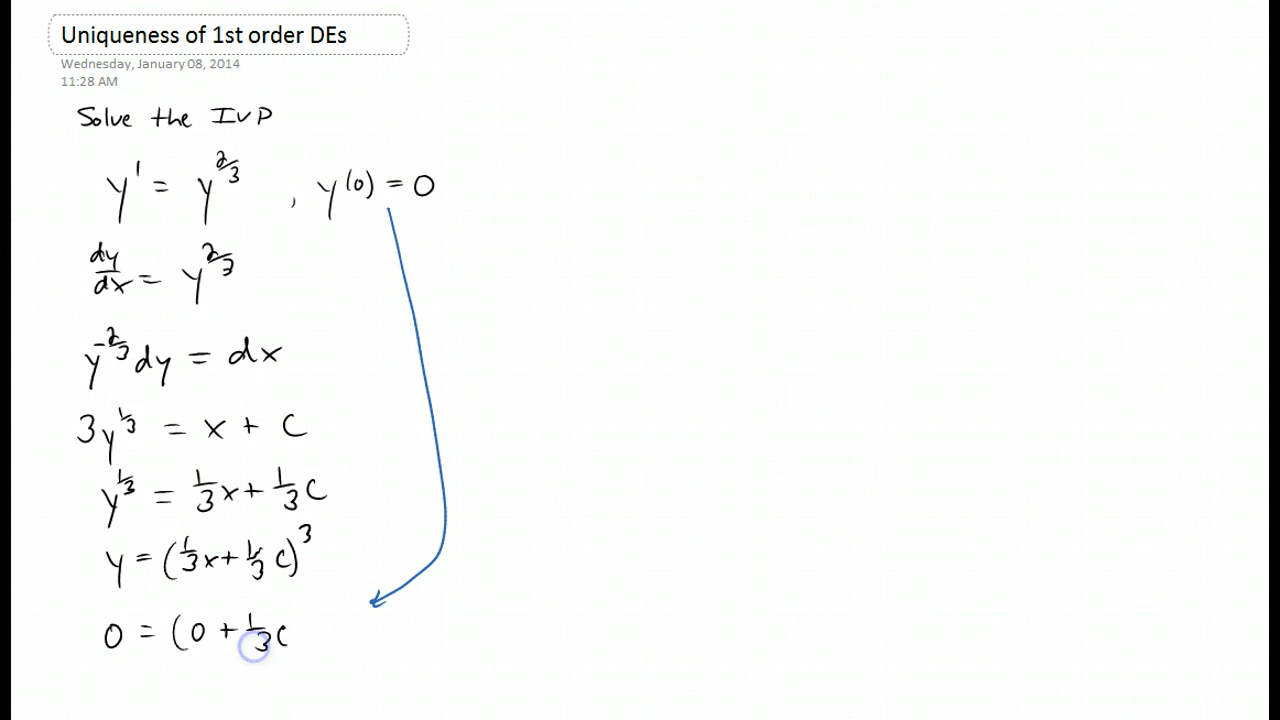 Uniqueness of 1st order DEs
Wednesday, January 08, 2014
11:28 AM
Solve the IVP
y' = y^{2/3} , y(0) = 0
dy/dx = y^{2/3}
y^{-2/3} dy = dx
3y^{1/3} = x + C
y^{1/3} = 1/3 x + 1/3 C
y = (1/3 x + 1/3 C)^3
0 = (0 + 1/3 C